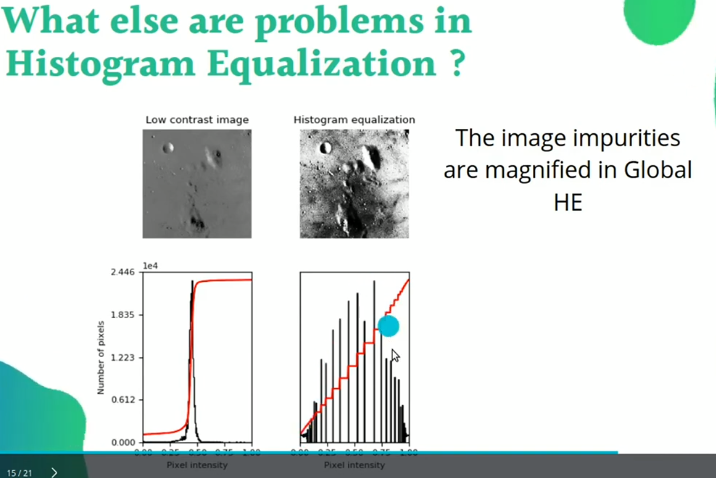 What else are problems in
Histogram Equalization ?
Low contrast image
Histogram equalization
The image impurities
are magnified in Global
HE
1e4
2.446
1.835
1.223
0.612
0.000
Number of pixels
0.00 0.25 0.50 0.75 1.00
0.00 0.25 0.50 0.75 1.00
Pixel intensity
Pixel intensity
15 / 21